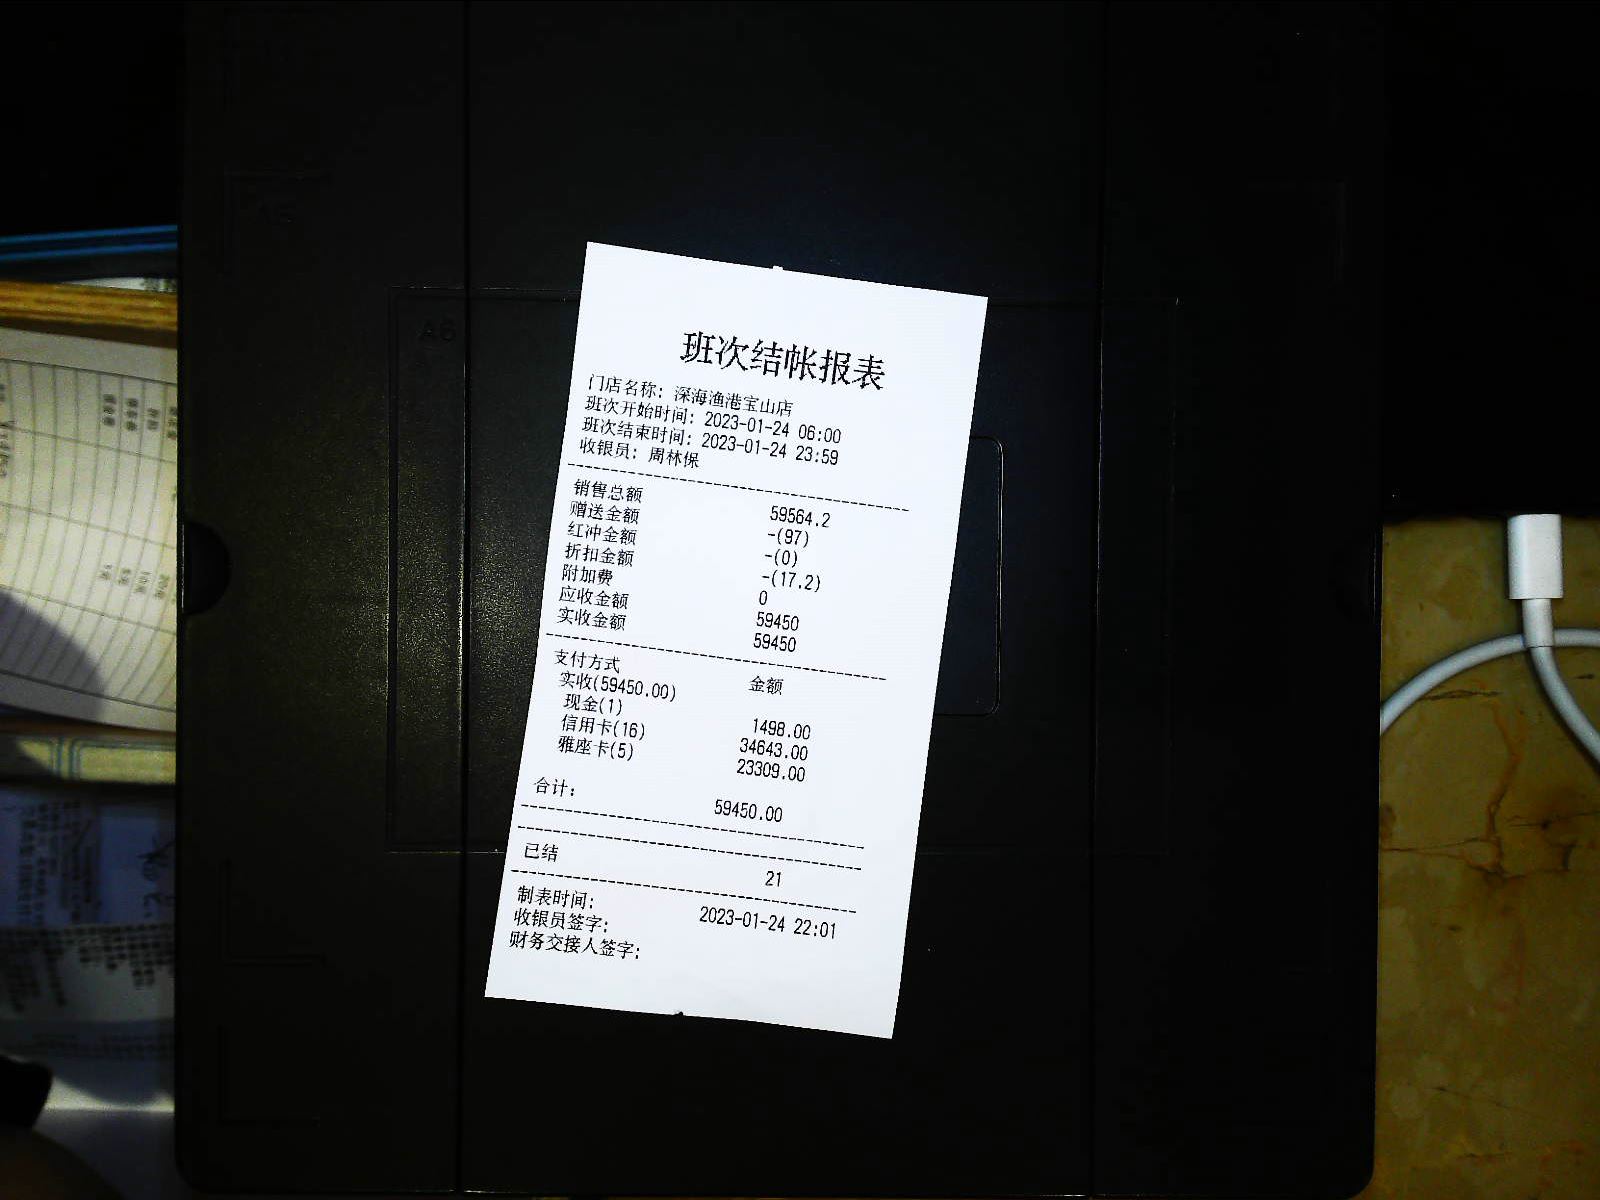 班次结帐报表
门店名称: 深海渔港宝山店
班次开始时间: 2023-01-24 06:00
班次结束时间: 2023-01-24 23:59
收银员: 周林保
销售总额 59564.2
赠送金额 -(97)
红冲金额 -(0)
折扣金额 -(17.2)
附加费 0
应收金额 59450
实收金额 59450
支付方式 金额
实收(59450.00)
现金(1) 1498.00
信用卡(16) 34643.00
雅座卡(5) 23309.00
合计: 59450.00
已结 21
制表时间: 2023-01-24 22:01
收银员签字:
财务交接人签字:
A6